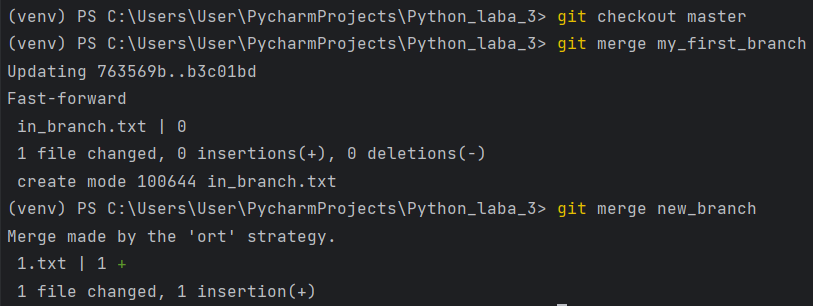 (venv) PS C:\Users\User\PycharmProjects\Python_laba_3> git checkout master
(venv) PS C:\Users\User\PycharmProjects\Python_laba_3> git merge my_first_branch
Updating 763569b..b3c01bd
Fast-forward
 in_branch.txt | 0
 1 file changed, 0 insertions(+), 0 deletions(-)
 create mode 100644 in_branch.txt
(venv) PS C:\Users\User\PycharmProjects\Python_laba_3> git merge new_branch
Merge made by the 'ort' strategy.
 1.txt | 1 +
 1 file changed, 1 insertion(+)